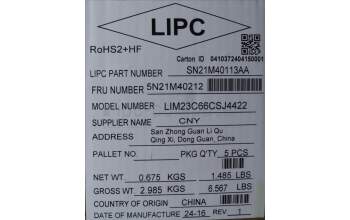 LIPC
RoHS2+HF
Carton ID 0410372404150001
LIPC PART NUMBER SN21M40113AA
FRU NUMBER 5N21M40212
MODEL NUMBER LIM23C66CSJ4422
SUPPLIER NAME CNY
ADDRESS San Zhong Guan Li Qu
Qing Xi, Dong Guan, China
PALLET NO. PKG Q'TY 5 PCS
NET WT 0.675 KGS 1.485 LBS
GROSS WT 2.985 KGS 6.567 LBS
COUNTRY OF ORIGIN CHINA
DATE OF MANUFACTURE 24-16 REV 1